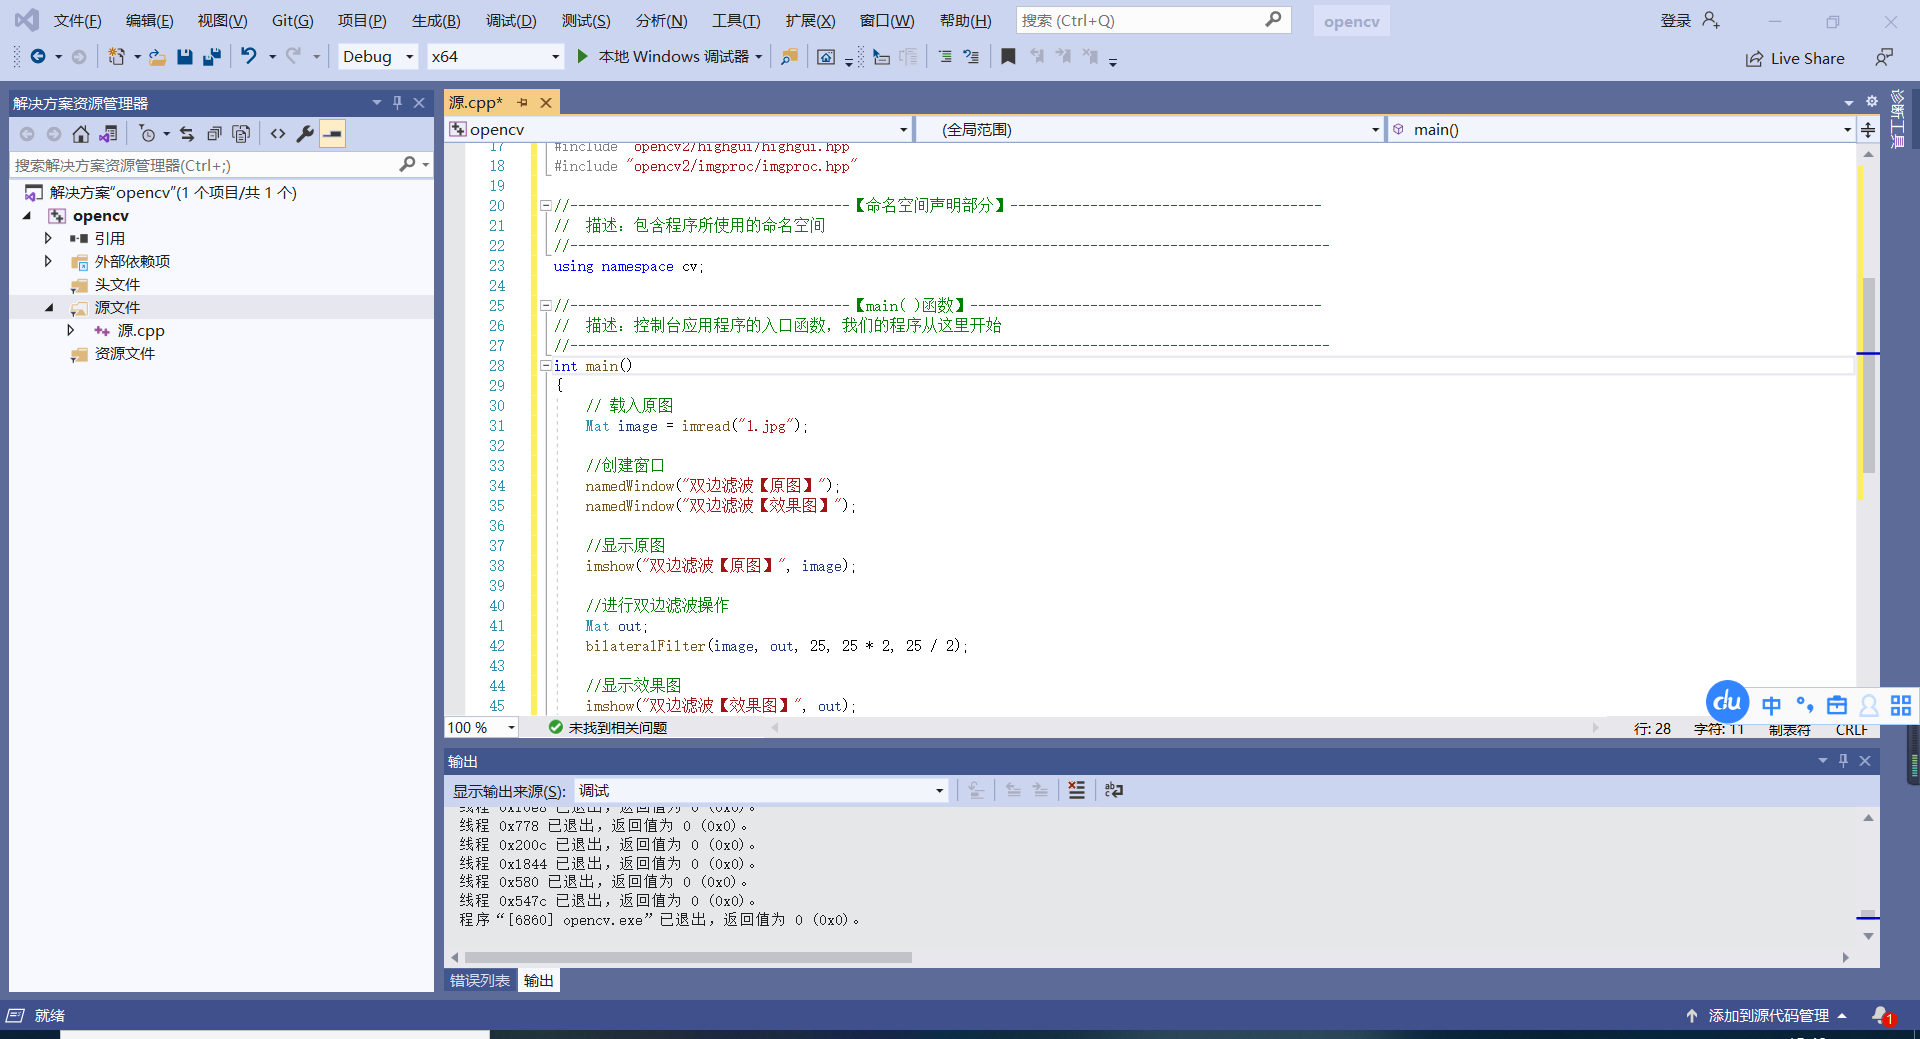 文件(F) 编辑(E) 视图(V) Git(G) 项目(P) 生成(B) 调试(D) 测试(S) 分析(N) 工具(T) 扩展(X) 窗口(W) 帮助(H) 搜索 (Ctrl+Q) opencv 登录
Debug x64 本地 Windows 调试器 Live Share
解决方案资源管理器
搜索解决方案资源管理器(Ctrl+;)
解决方案“opencv”(1 个项目/共 1 个)
opencv
引用
外部依赖项
头文件
源文件
源.cpp
资源文件
源.cpp*
opencv (全局范围) main()
17 #include "opencv2/highgui/highgui.hpp"
18 #include "opencv2/imgproc/imgproc.hpp"
19
20 //-----------------------------------【命名空间声明部分】---------------------------------------
21 // 描述：包含程序所使用的命名空间
22 //-----------------------------------------------------------------------------------------------
23 using namespace cv;
24
25 //-----------------------------------【main( )函数】--------------------------------------------
26 // 描述：控制台应用程序的入口函数，我们的程序从这里开始
27 //-----------------------------------------------------------------------------------------------
28 int main()
29 {
30 // 载入原图
31 Mat image = imread("1.jpg");
32
33 //创建窗口
34 namedWindow("双边滤波【原图】");
35 namedWindow("双边滤波【效果图】");
36
37 //显示原图
38 imshow("双边滤波【原图】", image);
39
40 //进行双边滤波操作
41 Mat out;
42 bilateralFilter(image, out, 25, 25 * 2, 25 / 2);
43
44 //显示效果图
45 imshow("双边滤波【效果图】", out);
100 % 未找到相关问题 行: 28 字符: 11 制表符 CRLF
du 中
诊断工具
输出
显示输出来源(S): 调试
线程 0x10e8 已退出，返回值为 0 (0x0)。
线程 0x778 已退出，返回值为 0 (0x0)。
线程 0x200c 已退出，返回值为 0 (0x0)。
线程 0x1844 已退出，返回值为 0 (0x0)。
线程 0x580 已退出，返回值为 0 (0x0)。
线程 0x547c 已退出，返回值为 0 (0x0)。
程序“[6860] opencv.exe”已退出，返回值为 0 (0x0)。
错误列表 输出
就绪 添加到源代码管理 1